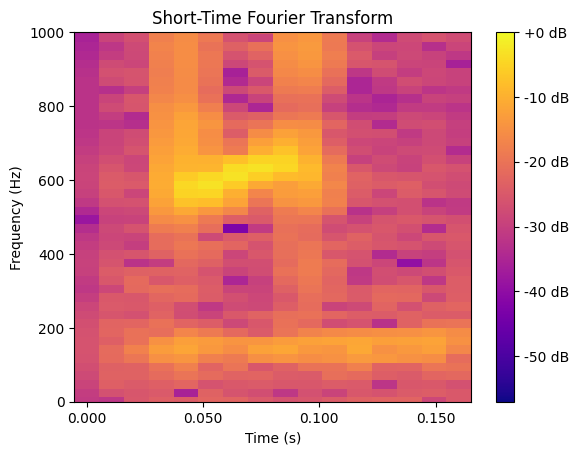 Short-Time Fourier Transform
1000
800
600
400
200
0
Frequency (Hz)
0.000
0.050
0.100
0.150
Time (s)
+0 dB
-10 dB
-20 dB
-30 dB
-40 dB
-50 dB